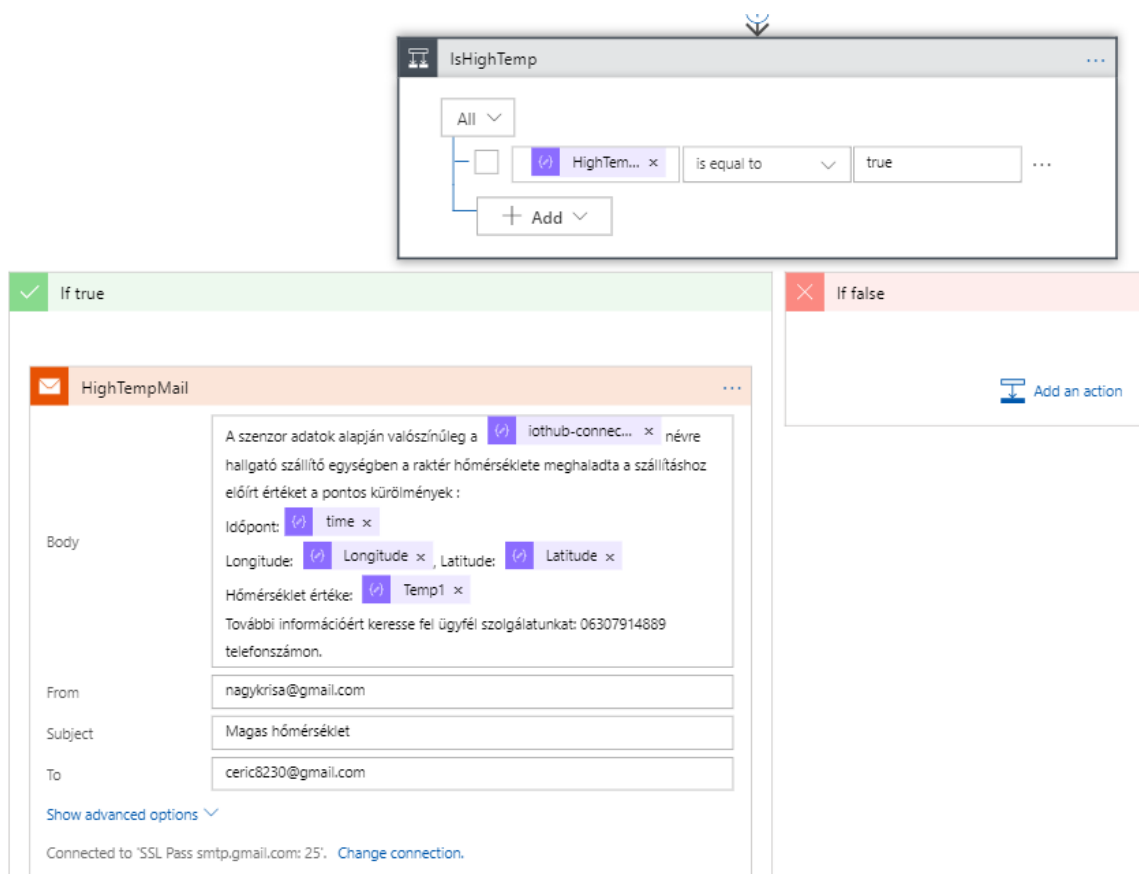 IsHighTemp
...
All
HighTem... × is equal to true ...
+ Add
If true
If false
HighTempMail
...
Add an action
Body
A szenzor adatok alapján valószínűleg a iothub-connec... × névre
hallgató szállító egységben a raktér hőmérséklete meghaladta a szállításhoz
előírt értéket a pontos kürölmények :
Időpont: time ×
Longitude: Longitude × , Latitude: Latitude ×
Hőmérséklet értéke: Temp1 ×
További információért keresse fel ügyfél szolgálatunkat: 06307914889
telefonszámon.
From nagykrisa@gmail.com
Subject Magas hőmérséklet
To ceric8230@gmail.com
Show advanced options
Connected to 'SSL Pass smtp.gmail.com: 25'. Change connection.